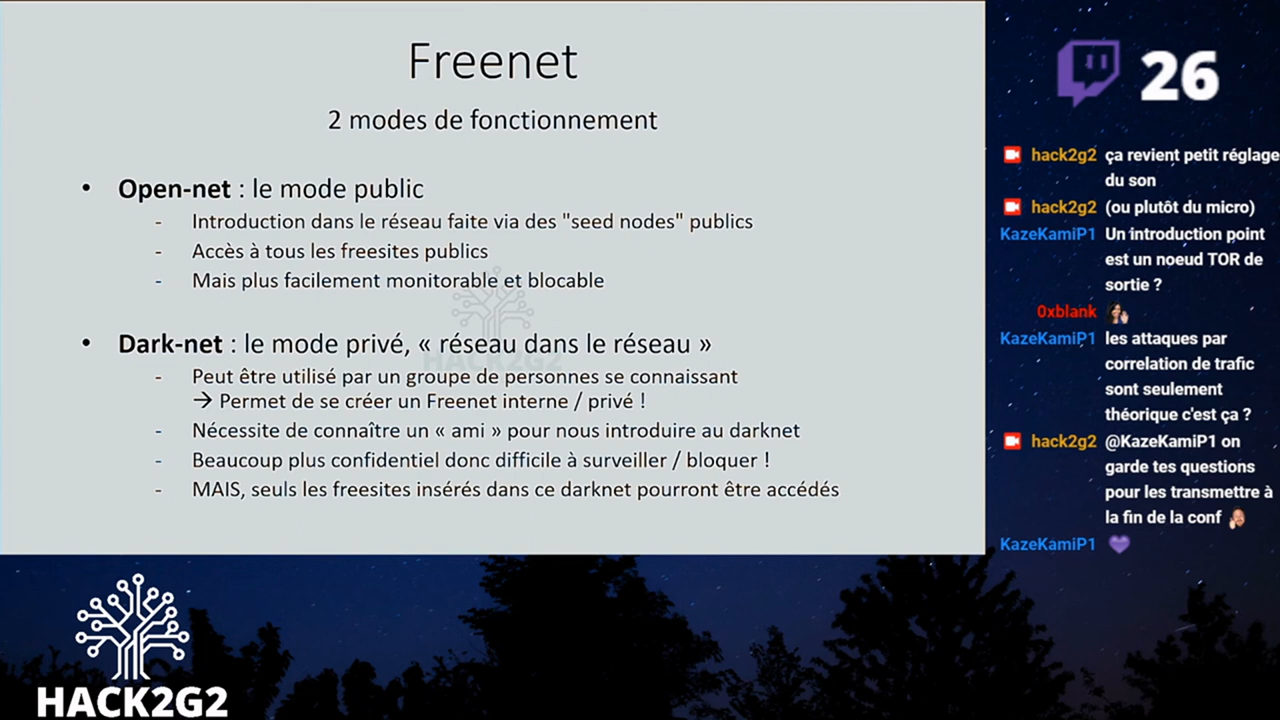 Freenet
2 modes de fonctionnement
• Open-net : le mode public
- Introduction dans le réseau faite via des "seed nodes" publics
- Accès à tous les freesites publics
- Mais plus facilement monitorable et blocable
• Dark-net : le mode privé, « réseau dans le réseau »
- Peut être utilisé par un groupe de personnes se connaissant
→ Permet de se créer un Freenet interne / privé !
- Nécessite de connaître un « ami » pour nous introduire au darknet
- Beaucoup plus confidentiel donc difficile à surveiller / bloquer !
- MAIS, seuls les freesites insérés dans ce darknet pourront être accédés
HACK2G2
26
hack2g2 ça revient petit réglage
du son
hack2g2 (ou plutôt du micro)
KazeKamiP1 Un introduction point
est un noeud TOR de
sortie ?
0xblank
KazeKamiP1 les attaques par
correlation de trafic
sont seulement
théorique c'est ça ?
hack2g2 @KazeKamiP1 on
garde tes questions
pour les transmettre à
la fin de la conf
KazeKamiP1
HACK2G2